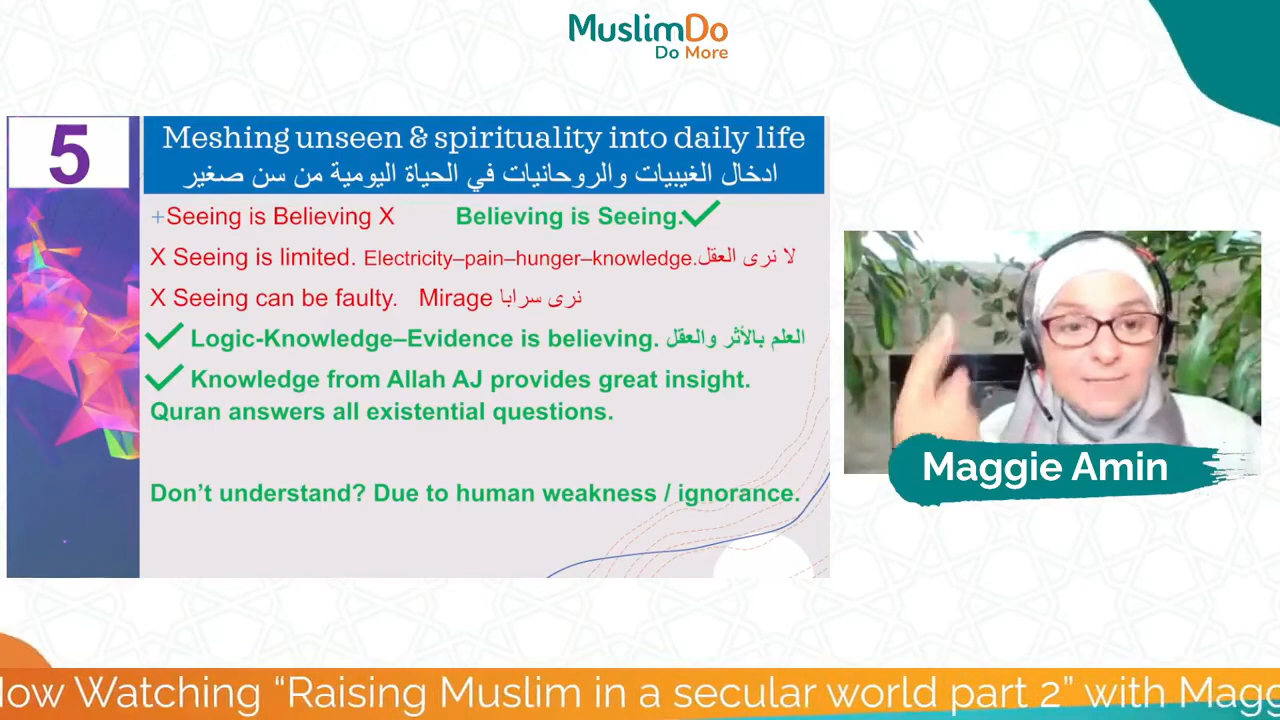 MuslimDo
Do More
5
Meshing unseen & spirituality into daily life
ادخال الغيبيات والروحانيات في الحياة اليومية من سن صغير
+Seeing is Believing X Believing is Seeing.
X Seeing is limited. Electricity–pain–hunger–knowledge.لا نرى العقل
X Seeing can be faulty. Mirage نرى سرابا
Logic-Knowledge–Evidence is believing. العلم بالأثر والعقل
Knowledge from Allah AJ provides great insight.
Quran answers all existential questions.
Don't understand? Due to human weakness / ignorance.
Maggie Amin
Now Watching “Raising Muslim in a secular world part 2” with Magg